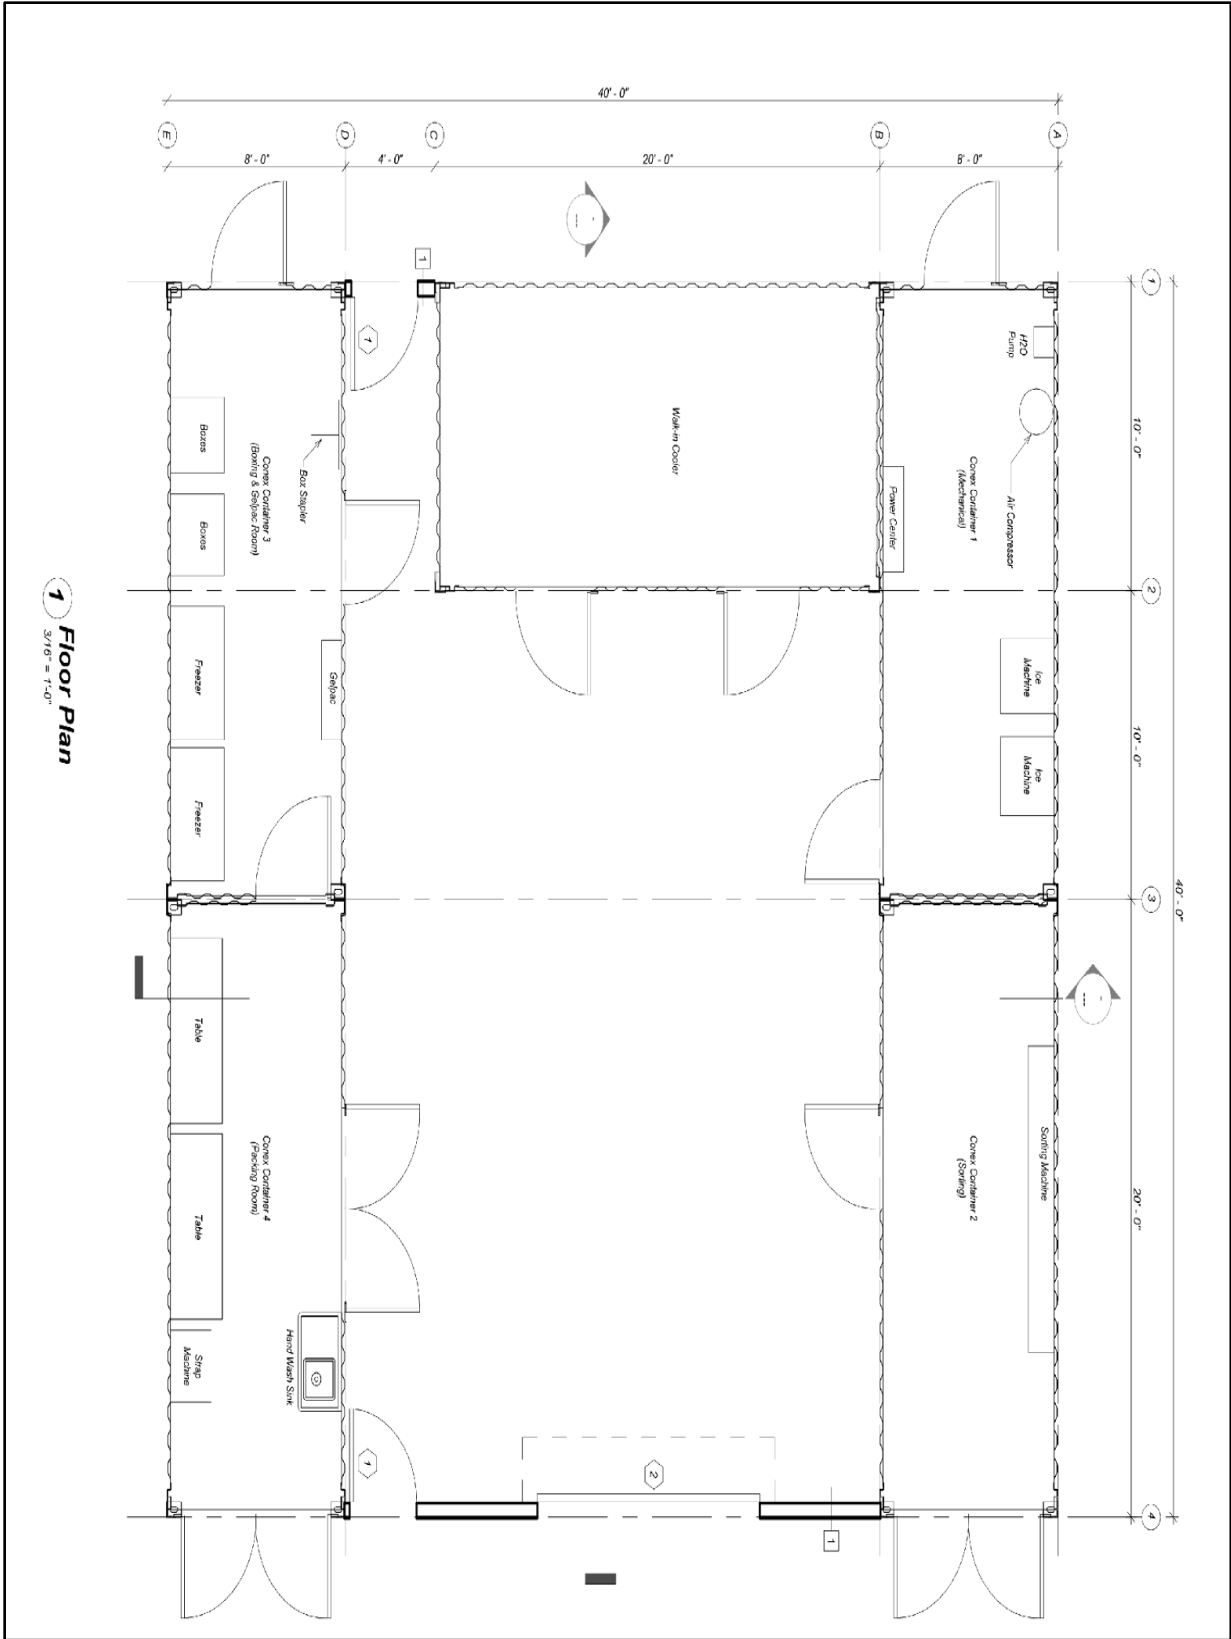 40' - 0"
E
D
C
B
A
8' - 0"
4' - 0"
20' - 0"
8' - 0"
1
2
3
4
10' - 0"
10' - 0"
20' - 0"
40' - 0"
H2O
Pump
Air Compressor
Conex Container 1
(Mechanical)
Power Center
Ice
Machine
Ice
Machine
Sorting Machine
Conex Container 2
(Sorting)
Walk-in Cooler
1
1
2
1
1
Box Stapler
Conex Container 3
(Boxing & Gelpac Room)
Boxes
Boxes
Gelpac
Freezer
Freezer
Table
Table
Conex Container 4
(Packing Room)
Hand Wash Sink
Strap
Machine
1
Floor Plan
3/16" = 1'-0"